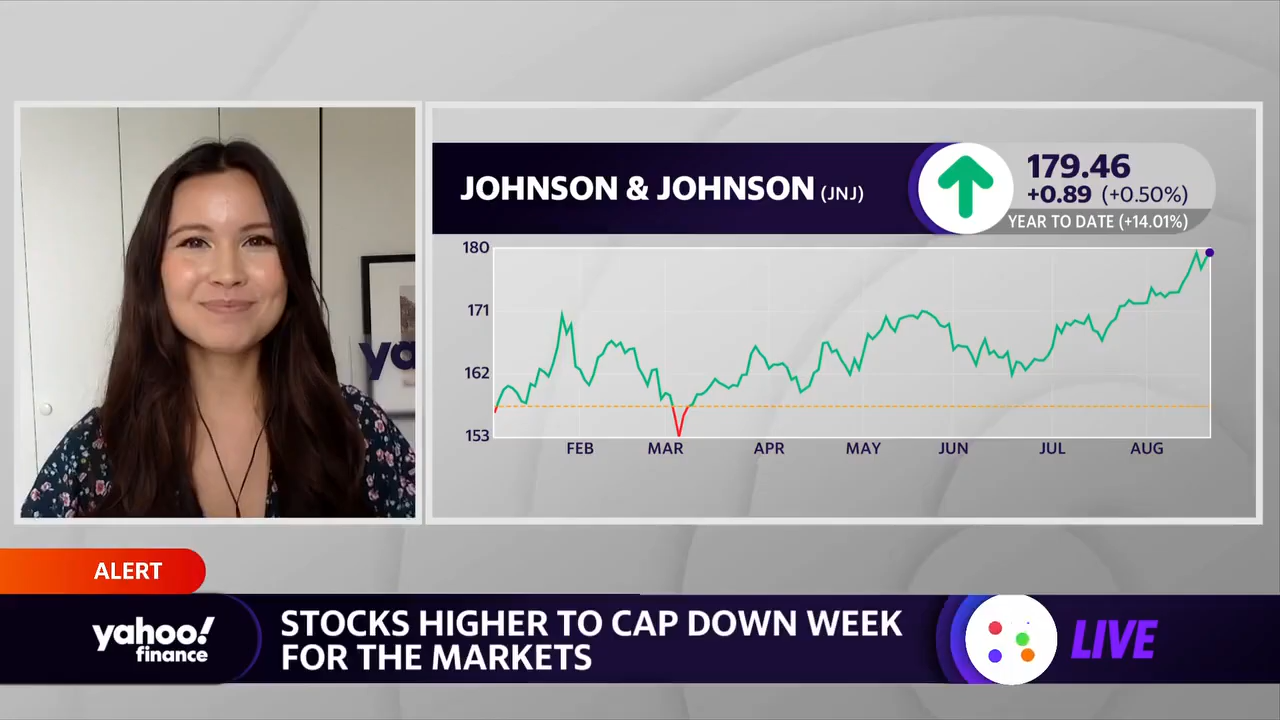 JOHNSON & JOHNSON (JNJ)
179.46
+0.89 (+0.50%)
YEAR TO DATE (+14.01%)
180
171
162
153
FEB MAR APR MAY JUN JUL AUG
ya
ALERT
yahoo!
finance
STOCKS HIGHER TO CAP DOWN WEEK
FOR THE MARKETS
LIVE